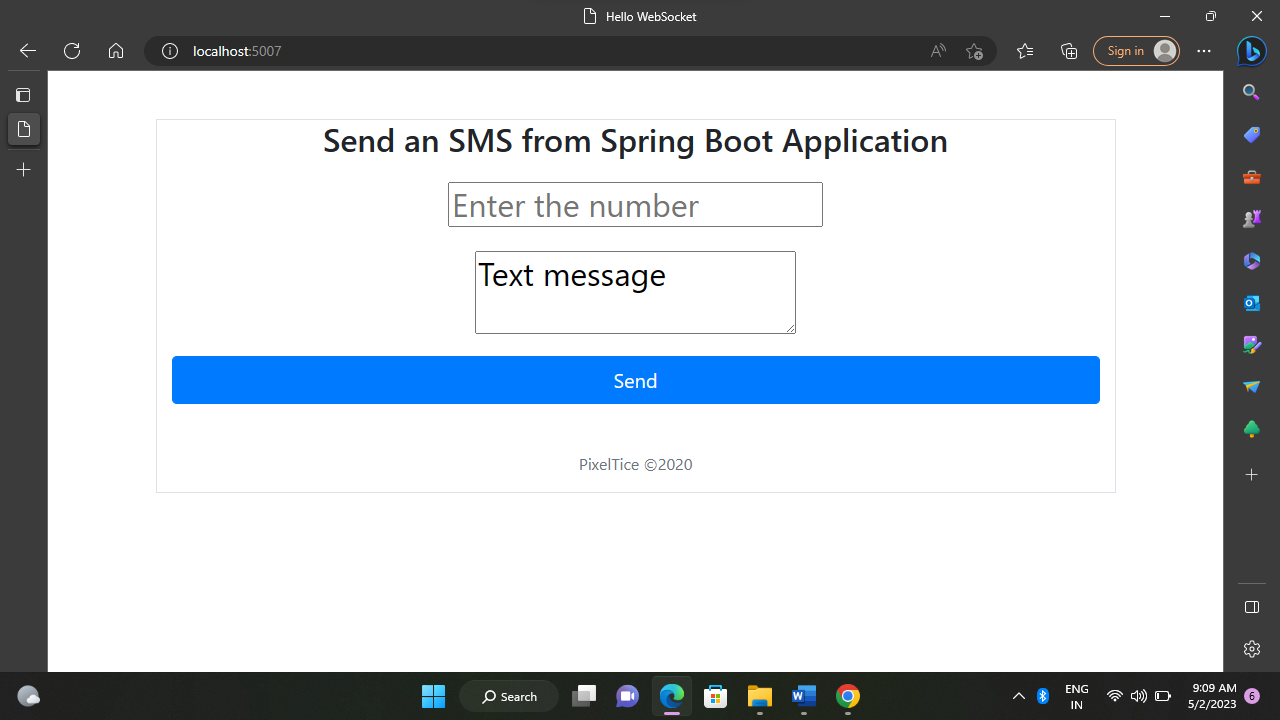 Hello WebSocket
localhost:5007
Sign in
Send an SMS from Spring Boot Application
Enter the number
Text message
Send
PixelTice ©2020
Search
ENG
IN
9:09 AM
5/2/2023
6